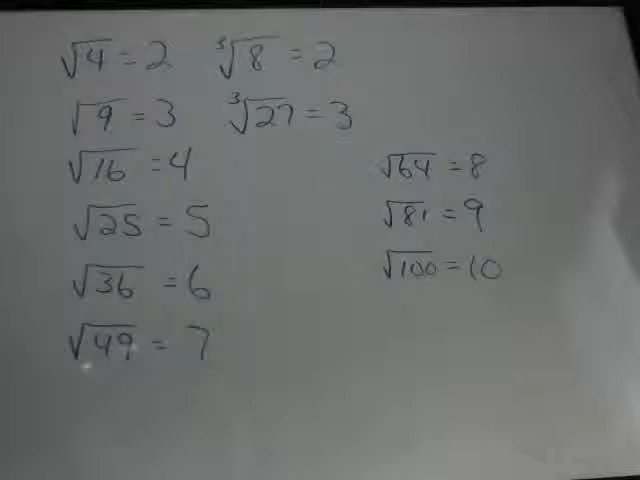 √4 = 2 ∛8 = 2
√9 = 3 ∛27 = 3
√16 = 4
√25 = 5
√36 = 6
√49 = 7
√64 = 8
√81 = 9
√100 = 10